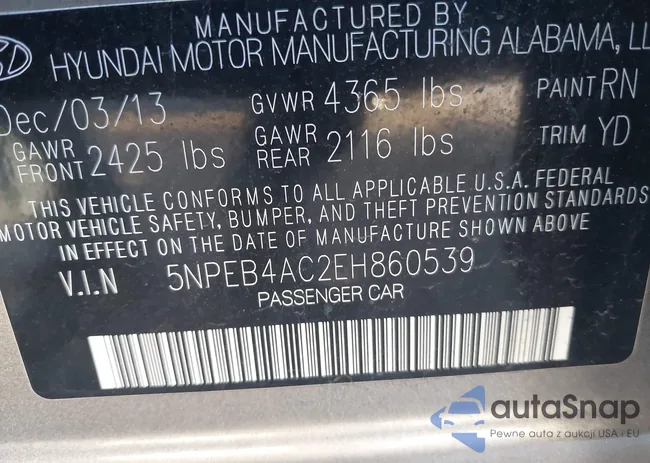 MANUFACTURED BY
HYUNDAI MOTOR MANUFACTURING ALABAMA, LL
Dec/03/13 GVWR 4365 lbs PAINT RN
GAWR FRONT 2425 lbs GAWR REAR 2116 lbs TRIM YD
THIS VEHICLE CONFORMS TO ALL APPLICABLE U.S.A. FEDERAL
MOTOR VEHICLE SAFETY, BUMPER, AND THEFT PREVENTION STANDARDS
IN EFFECT ON THE DATE OF MANUFACTURE SHOWN ABOVE
V.I.N 5NPEB4AC2EH860539
PASSENGER CAR
autaSnap
Pewne auta z aukcji USA i EU